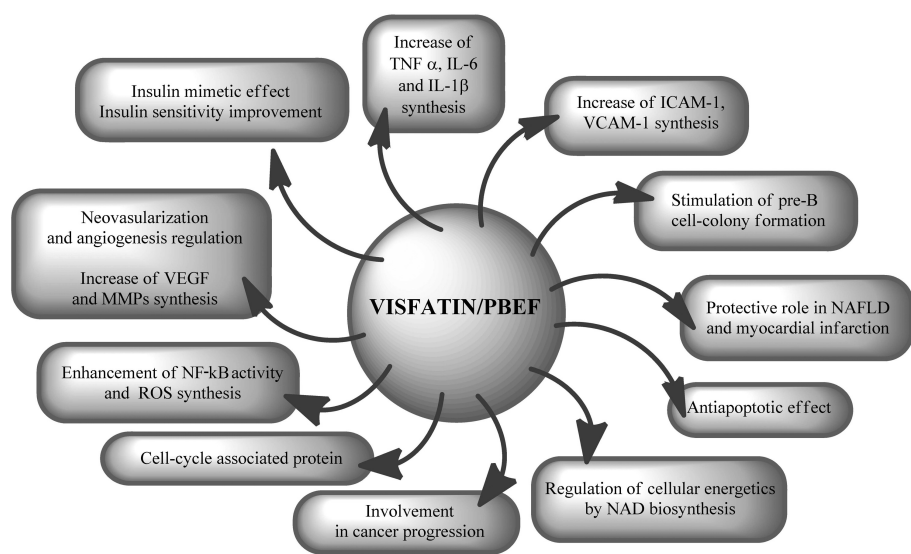 Increase of
TNF α, IL-6
and IL-1β
synthesis
Insulin mimetic effect
Insulin sensitivity improvement
Increase of ICAM-1,
VCAM-1 synthesis
Neovasularization
and angiogenesis regulation
Increase of VEGF
and MMPs synthesis
Stimulation of pre-B
cell-colony formation
VISFATIN/PBEF
Protective role in NAFLD
and myocardial infarction
Enhancement of NF-kB activity
and ROS synthesis
Antiapoptotic effect
Cell-cycle associated protein
Regulation of cellular energetics
by NAD biosynthesis
Involvement
in cancer progression